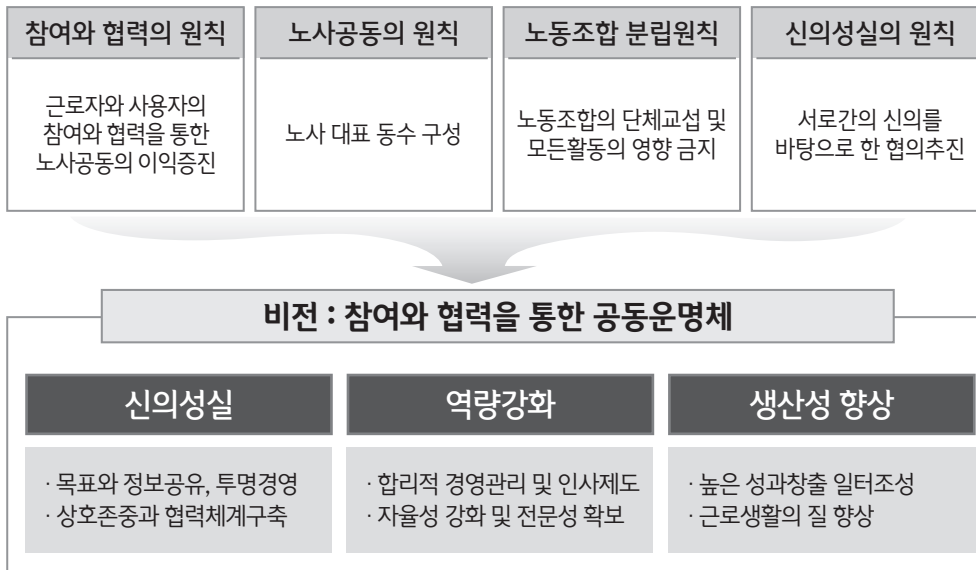 참여와 협력의 원칙
근로자와 사용자의
참여와 협력을 통한
노사공동의 이익증진
노사공동의 원칙
노사 대표 동수 구성
노동조합 분립원칙
노동조합의 단체교섭 및
모든활동의 영향 금지
신의성실의 원칙
서로간의 신의를
바탕으로 한 협의추진
비전 : 참여와 협력을 통한 공동운명체
신의성실
· 목표와 정보공유, 투명경영
· 상호존중과 협력체계구축
역량강화
· 합리적 경영관리 및 인사제도
· 자율성 강화 및 전문성 확보
생산성 향상
· 높은 성과창출 일터조성
· 근로생활의 질 향상